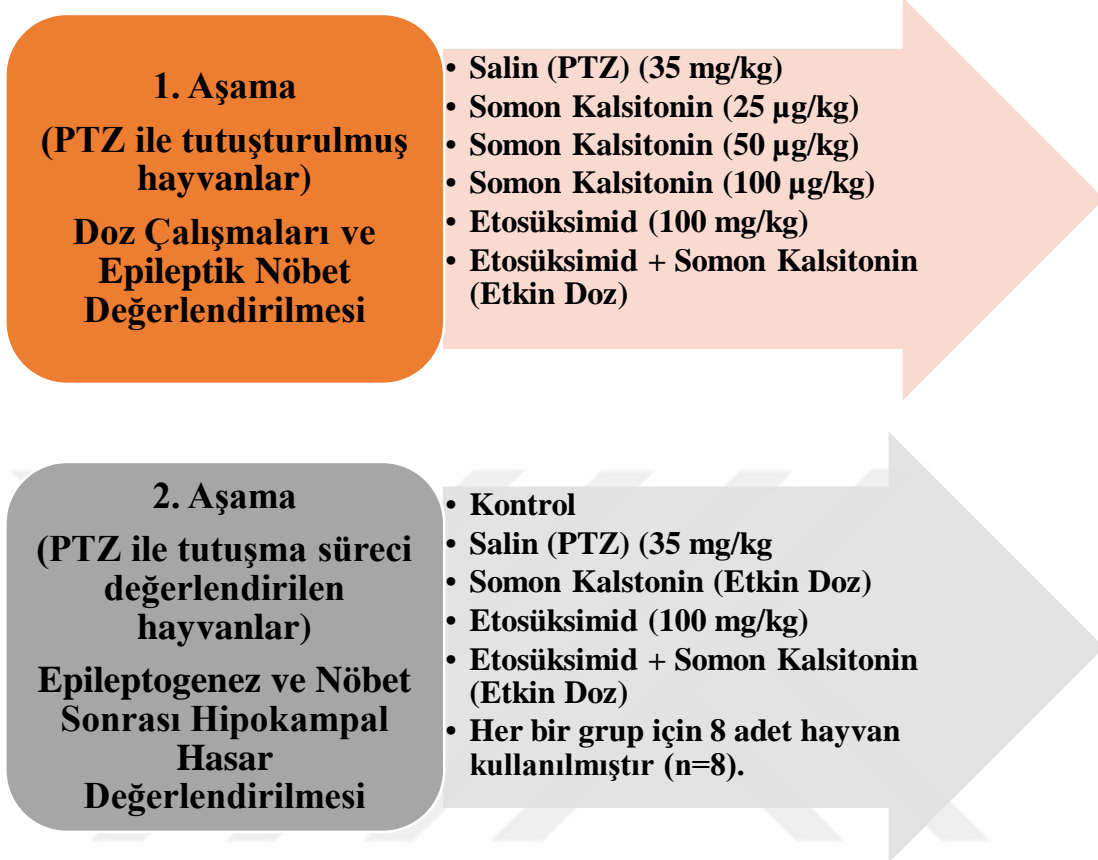 1. Aşama
(PTZ ile tutuşturulmuş
hayvanlar)
Doz Çalışmaları ve
Epileptik Nöbet
Değerlendirilmesi
• Salin (PTZ) (35 mg/kg)
• Somon Kalsitonin (25 µg/kg)
• Somon Kalsitonin (50 µg/kg)
• Somon Kalsitonin (100 µg/kg)
• Etosüksimid (100 mg/kg)
• Etosüksimid + Somon Kalsitonin
(Etkin Doz)
2. Aşama
(PTZ ile tutuşma süreci
değerlendirilen
hayvanlar)
Epileptogenez ve Nöbet
Sonrası Hipokampal
Hasar
Değerlendirilmesi
• Kontrol
• Salin (PTZ) (35 mg/kg
• Somon Kalstonin (Etkin Doz)
• Etosüksimid (100 mg/kg)
• Etosüksimid + Somon Kalsitonin
(Etkin Doz)
• Her bir grup için 8 adet hayvan
kullanılmıştır (n=8).